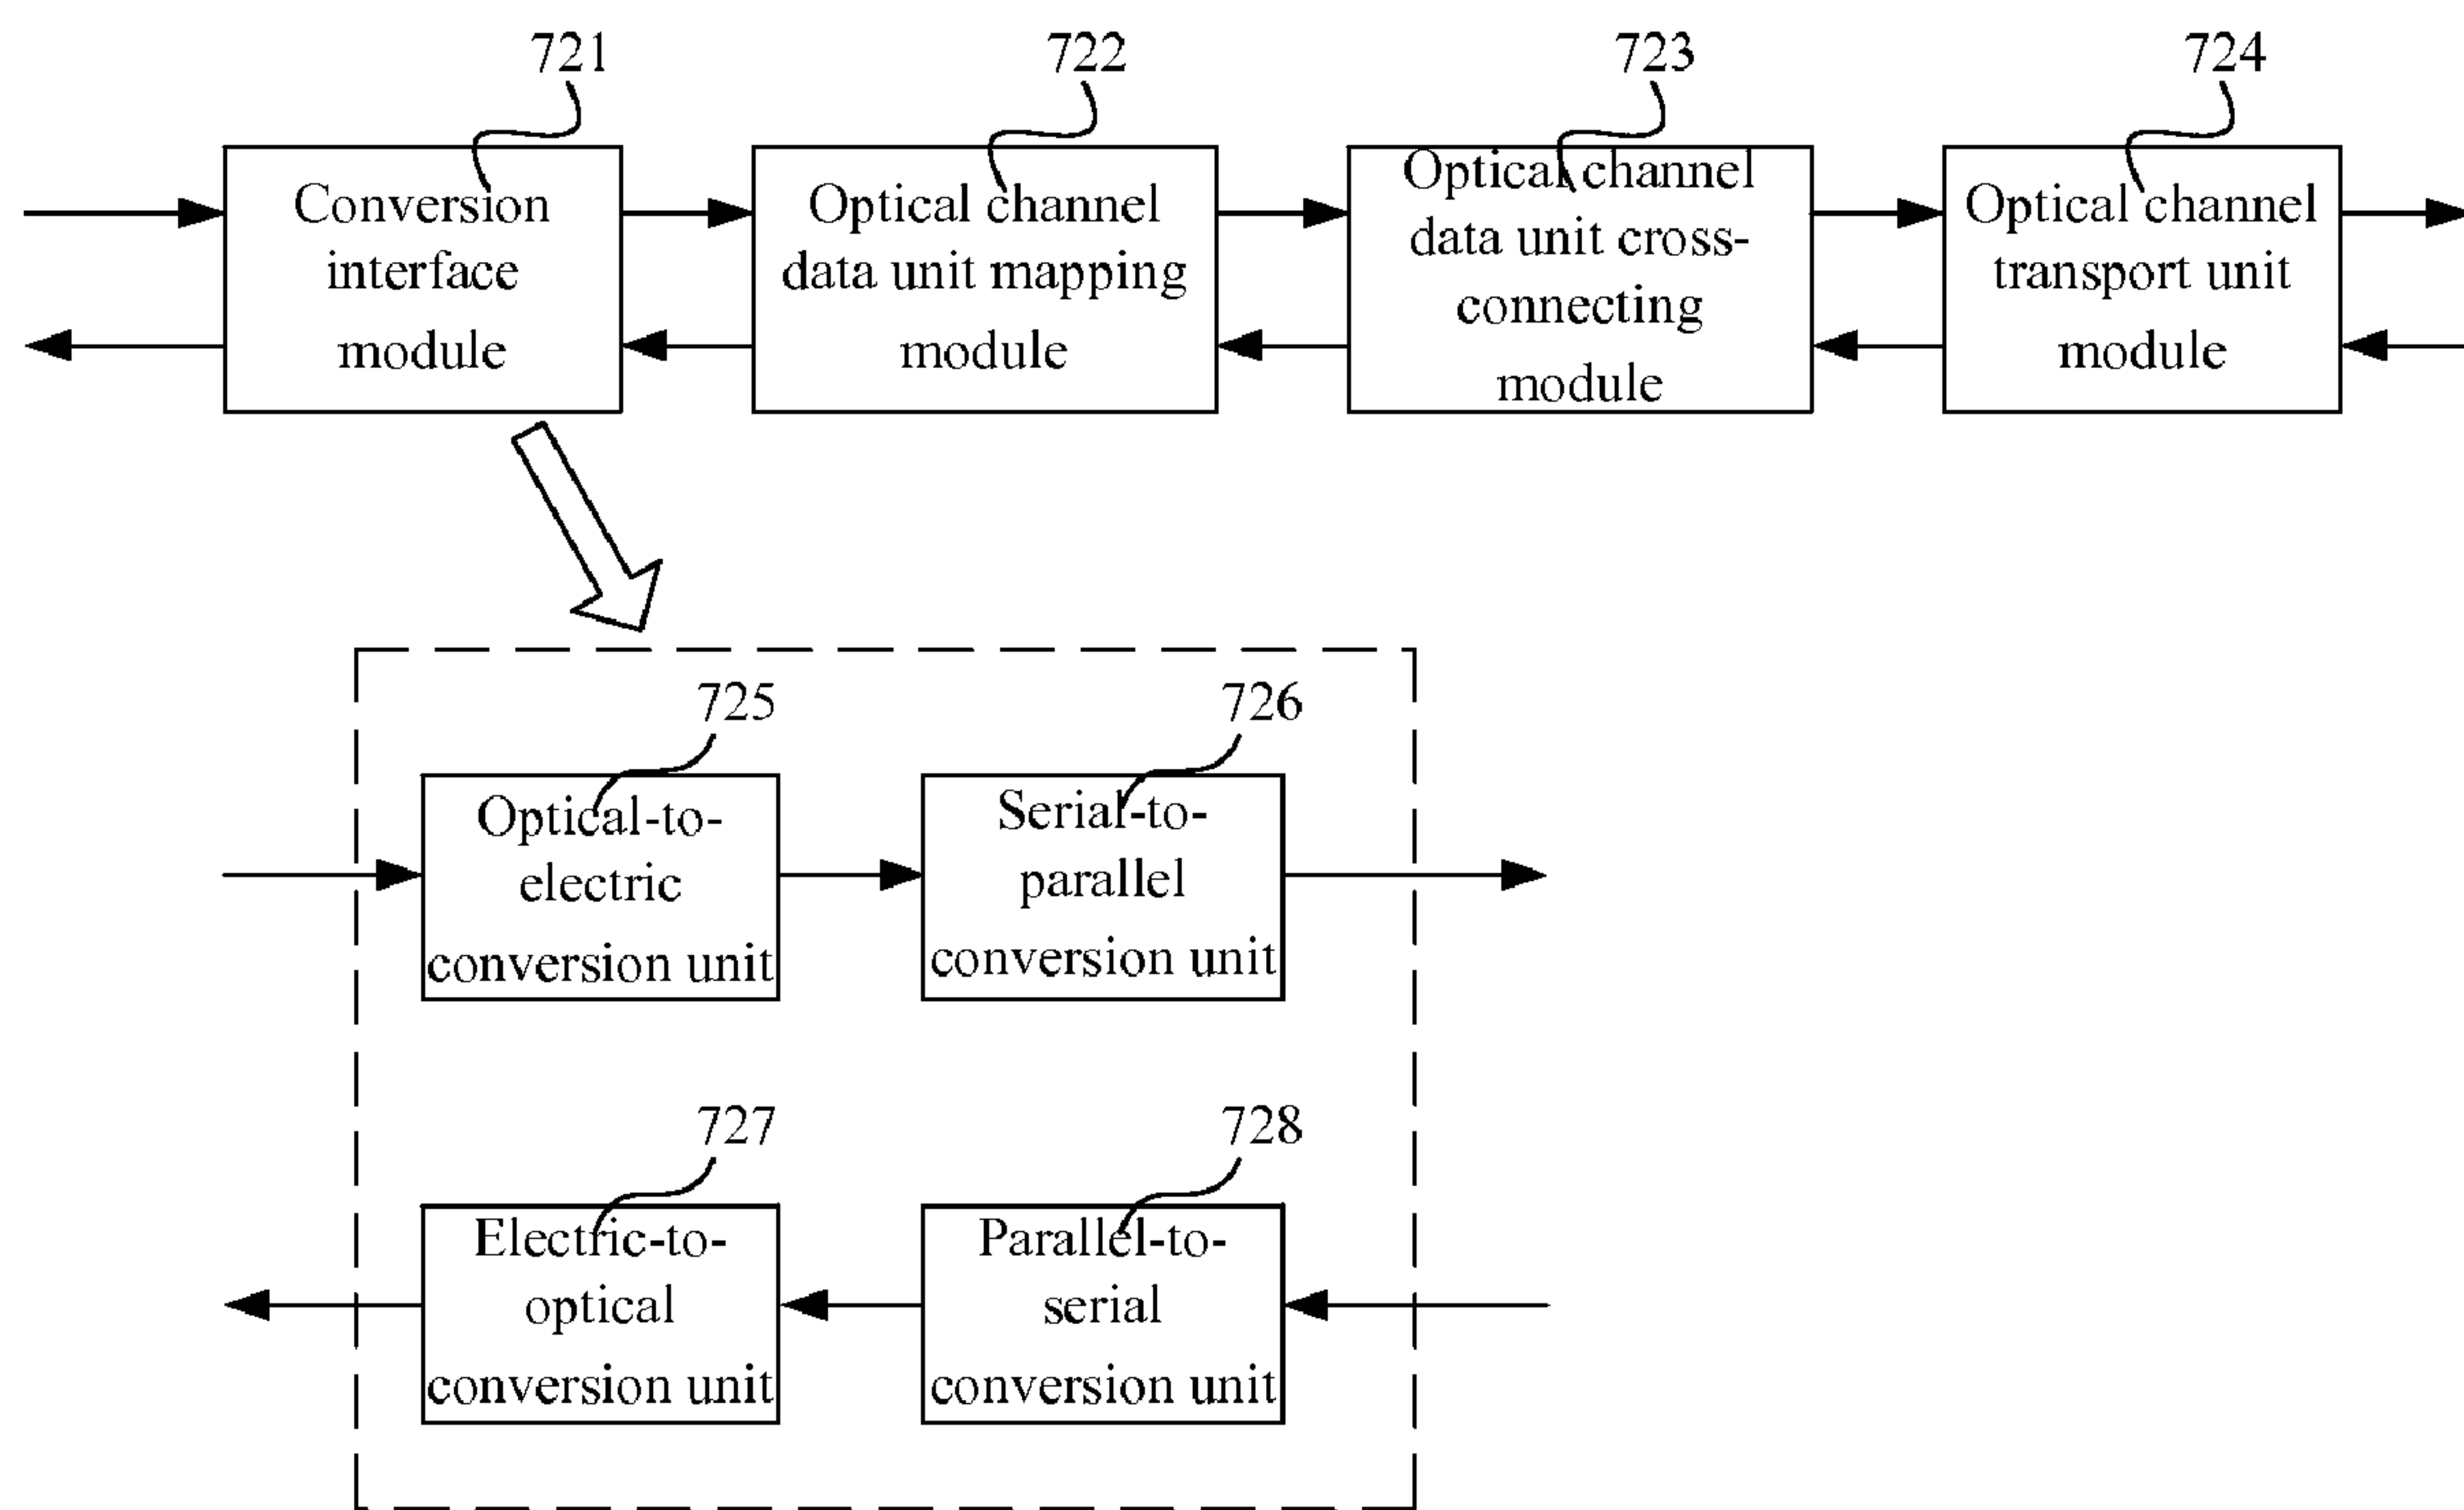 721
722
723
724
Conversion
interface
module
Optical channel
data unit mapping
module
Optical channel
data unit cross-
connecting
module
Optical channel
transport unit
module
725
726
Optical-to-
electric
conversion unit
Serial-to-
parallel
conversion unit
727
728
Electric-to-
optical
conversion unit
Parallel-to-
serial
conversion unit